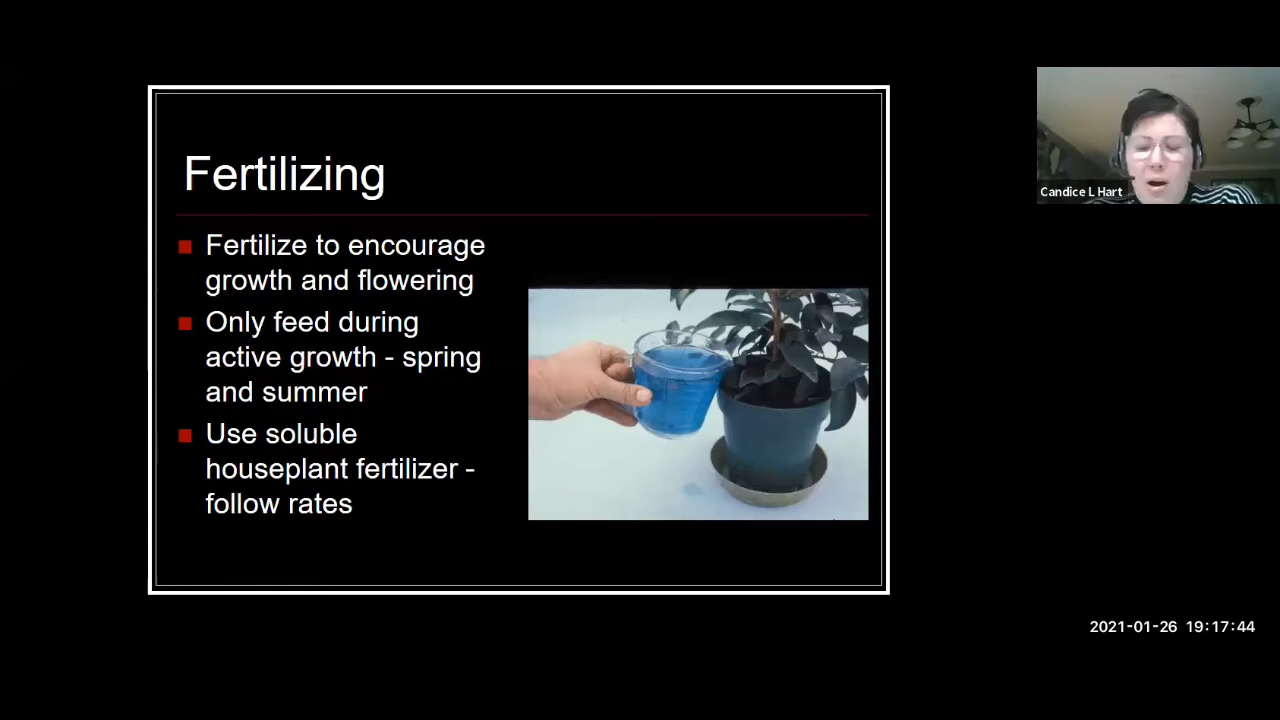 Fertilizing
Fertilize to encourage
growth and flowering
Only feed during
active growth - spring
and summer
Use soluble
houseplant fertilizer -
follow rates
Candice L Hart
2021-01-26 19:17:44